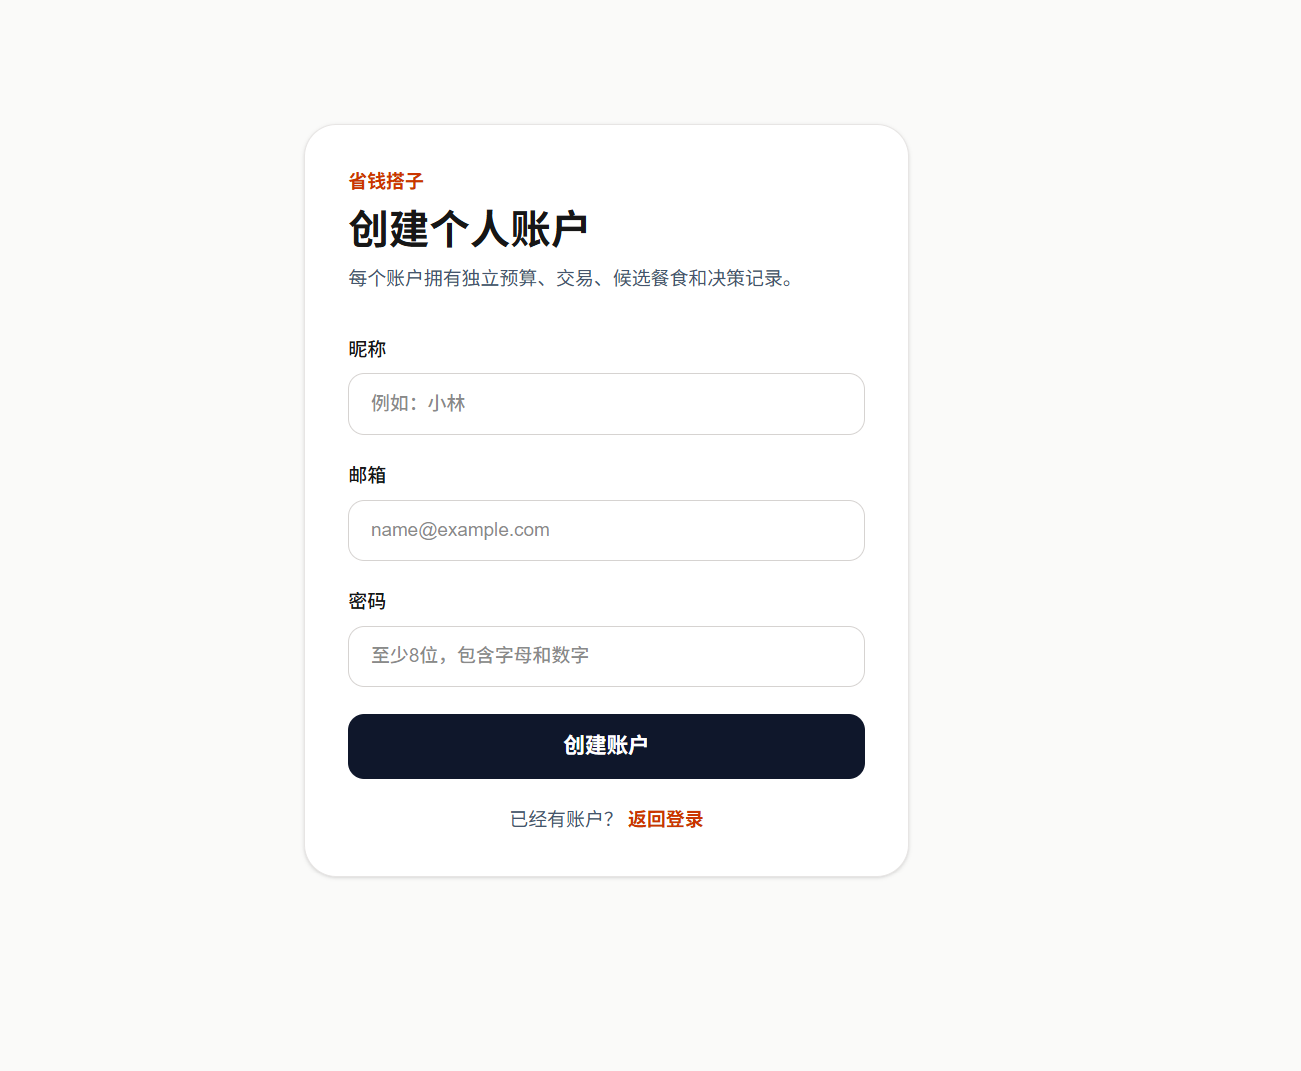 省钱搭子
创建个人账户
每个账户拥有独立预算、交易、候选餐食和决策记录。
昵称
例如：小林
邮箱
name@example.com
密码
至少8位，包含字母和数字
创建账户
已经有账户？ 返回登录